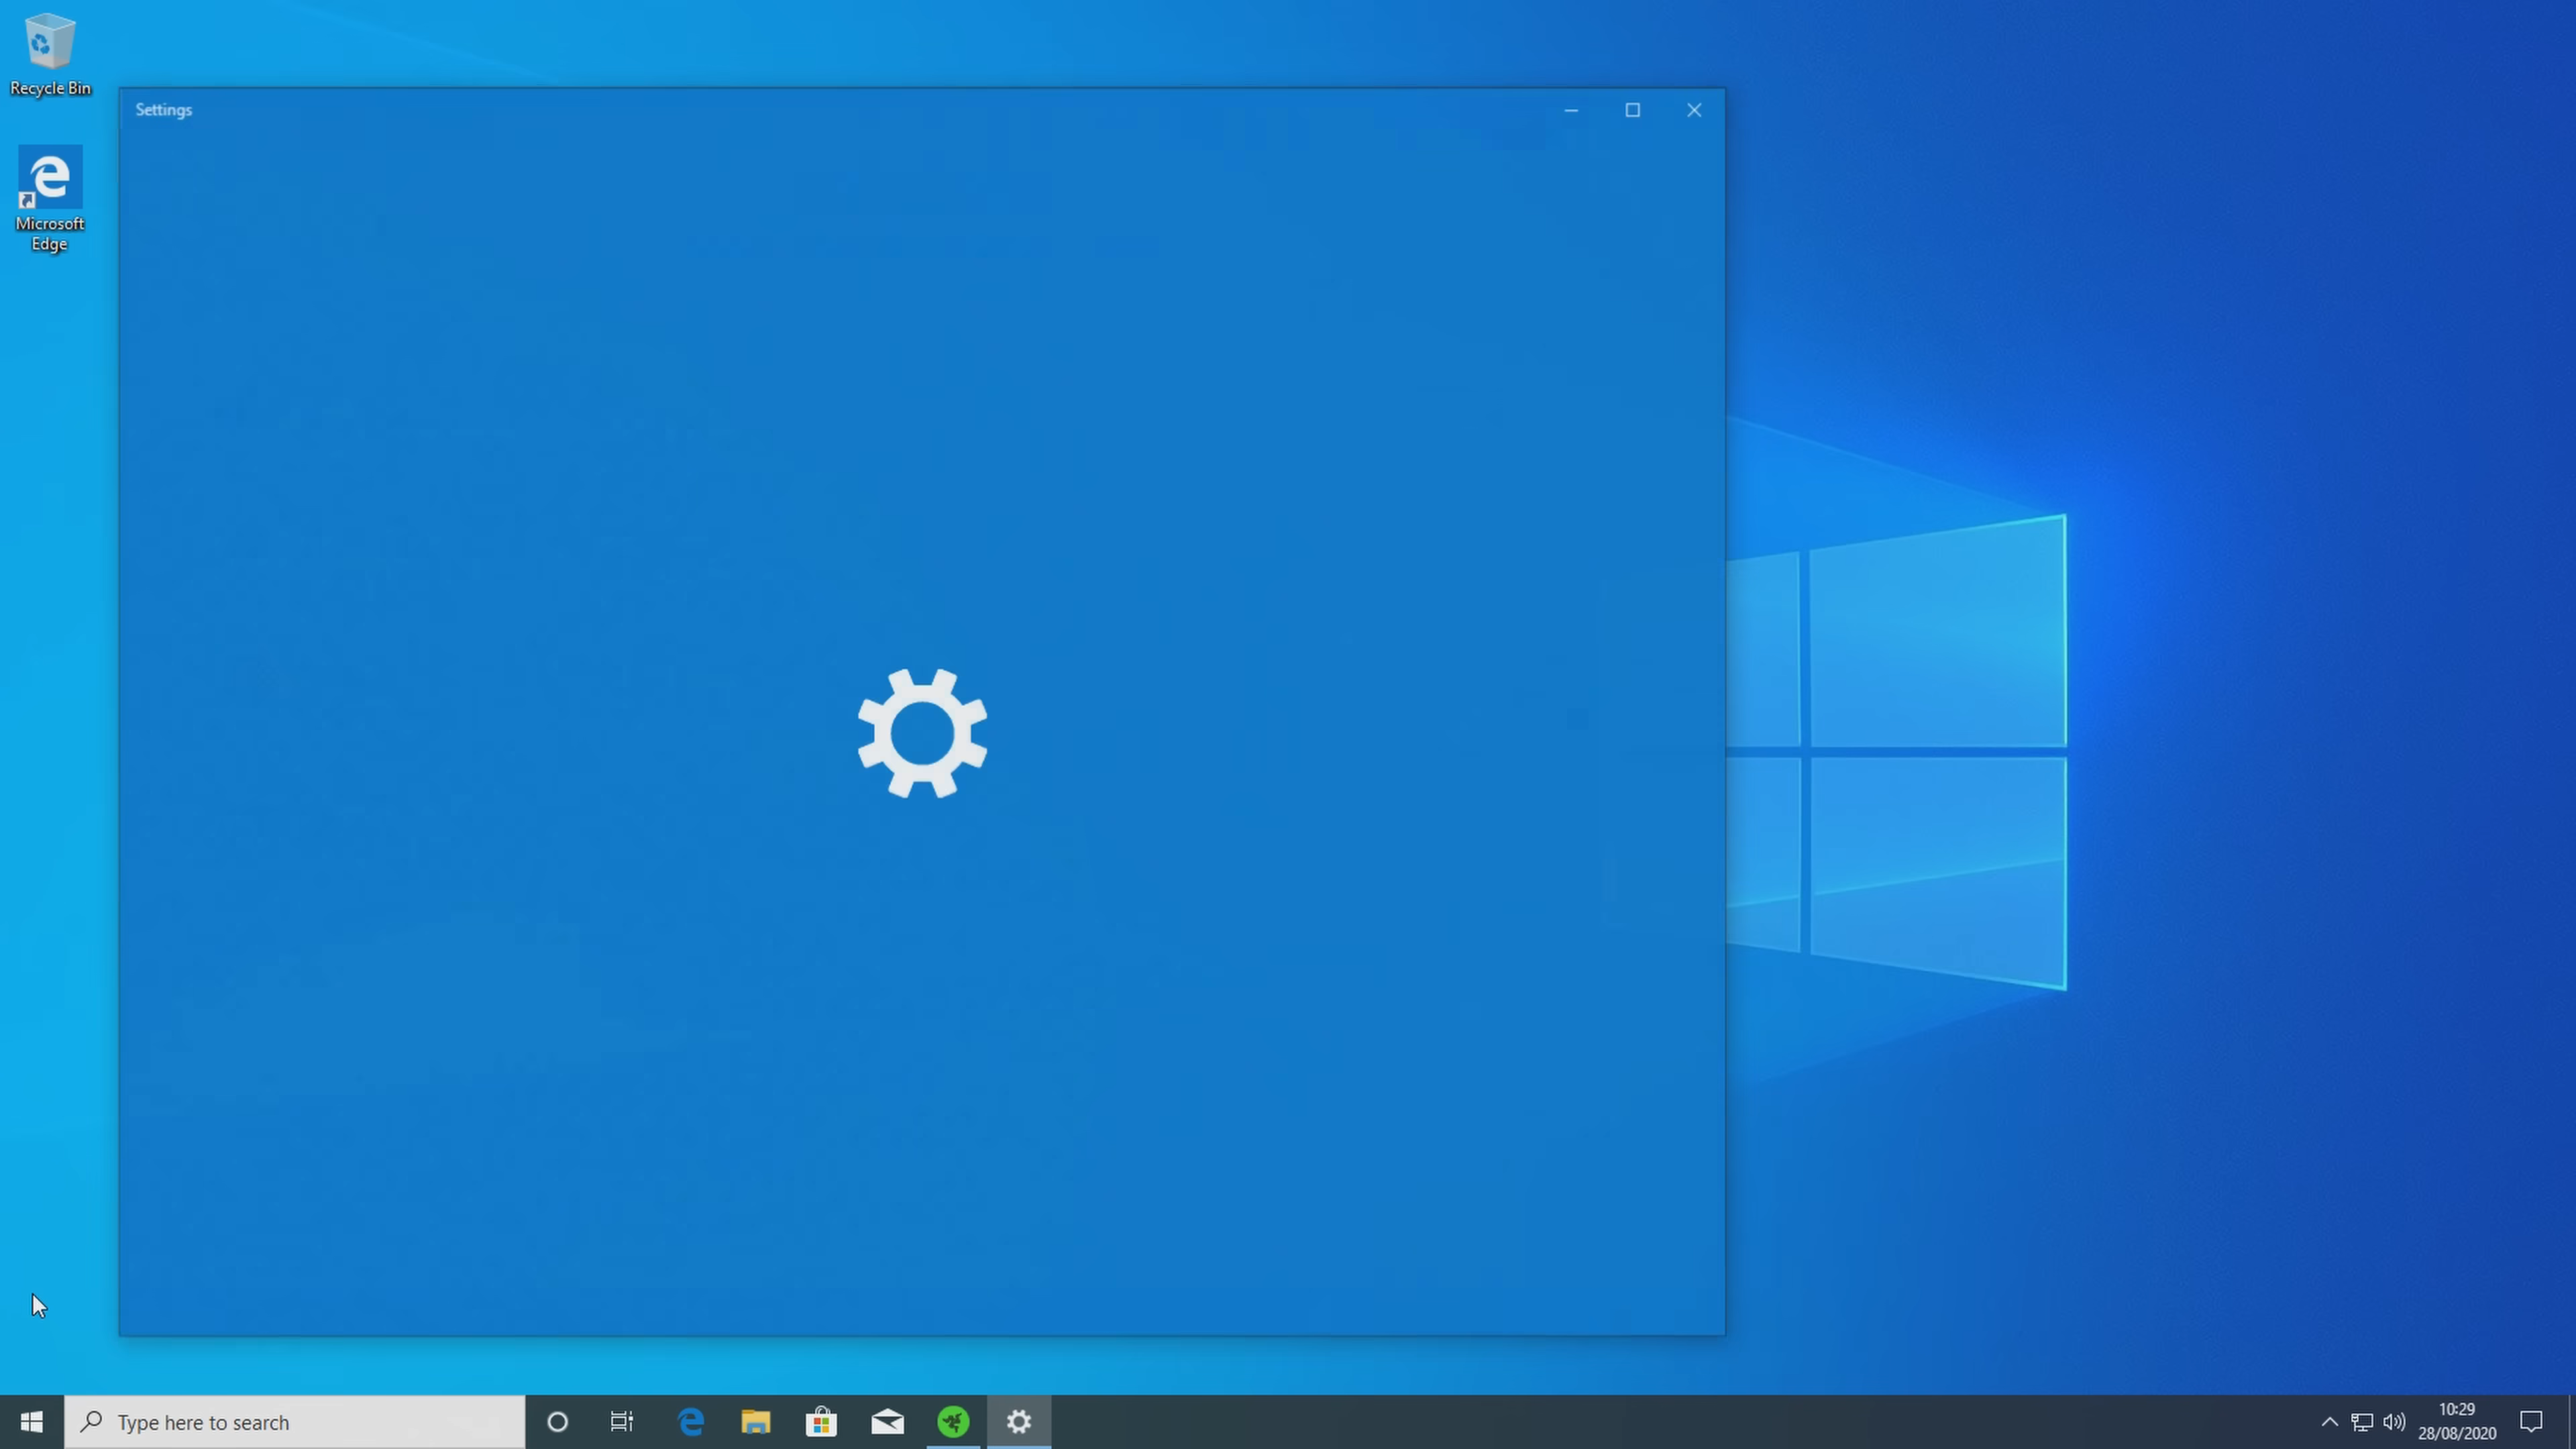 Recycle Bin
Settings
Microsoft
Edge
Type here to search
10:29
28/08/2020